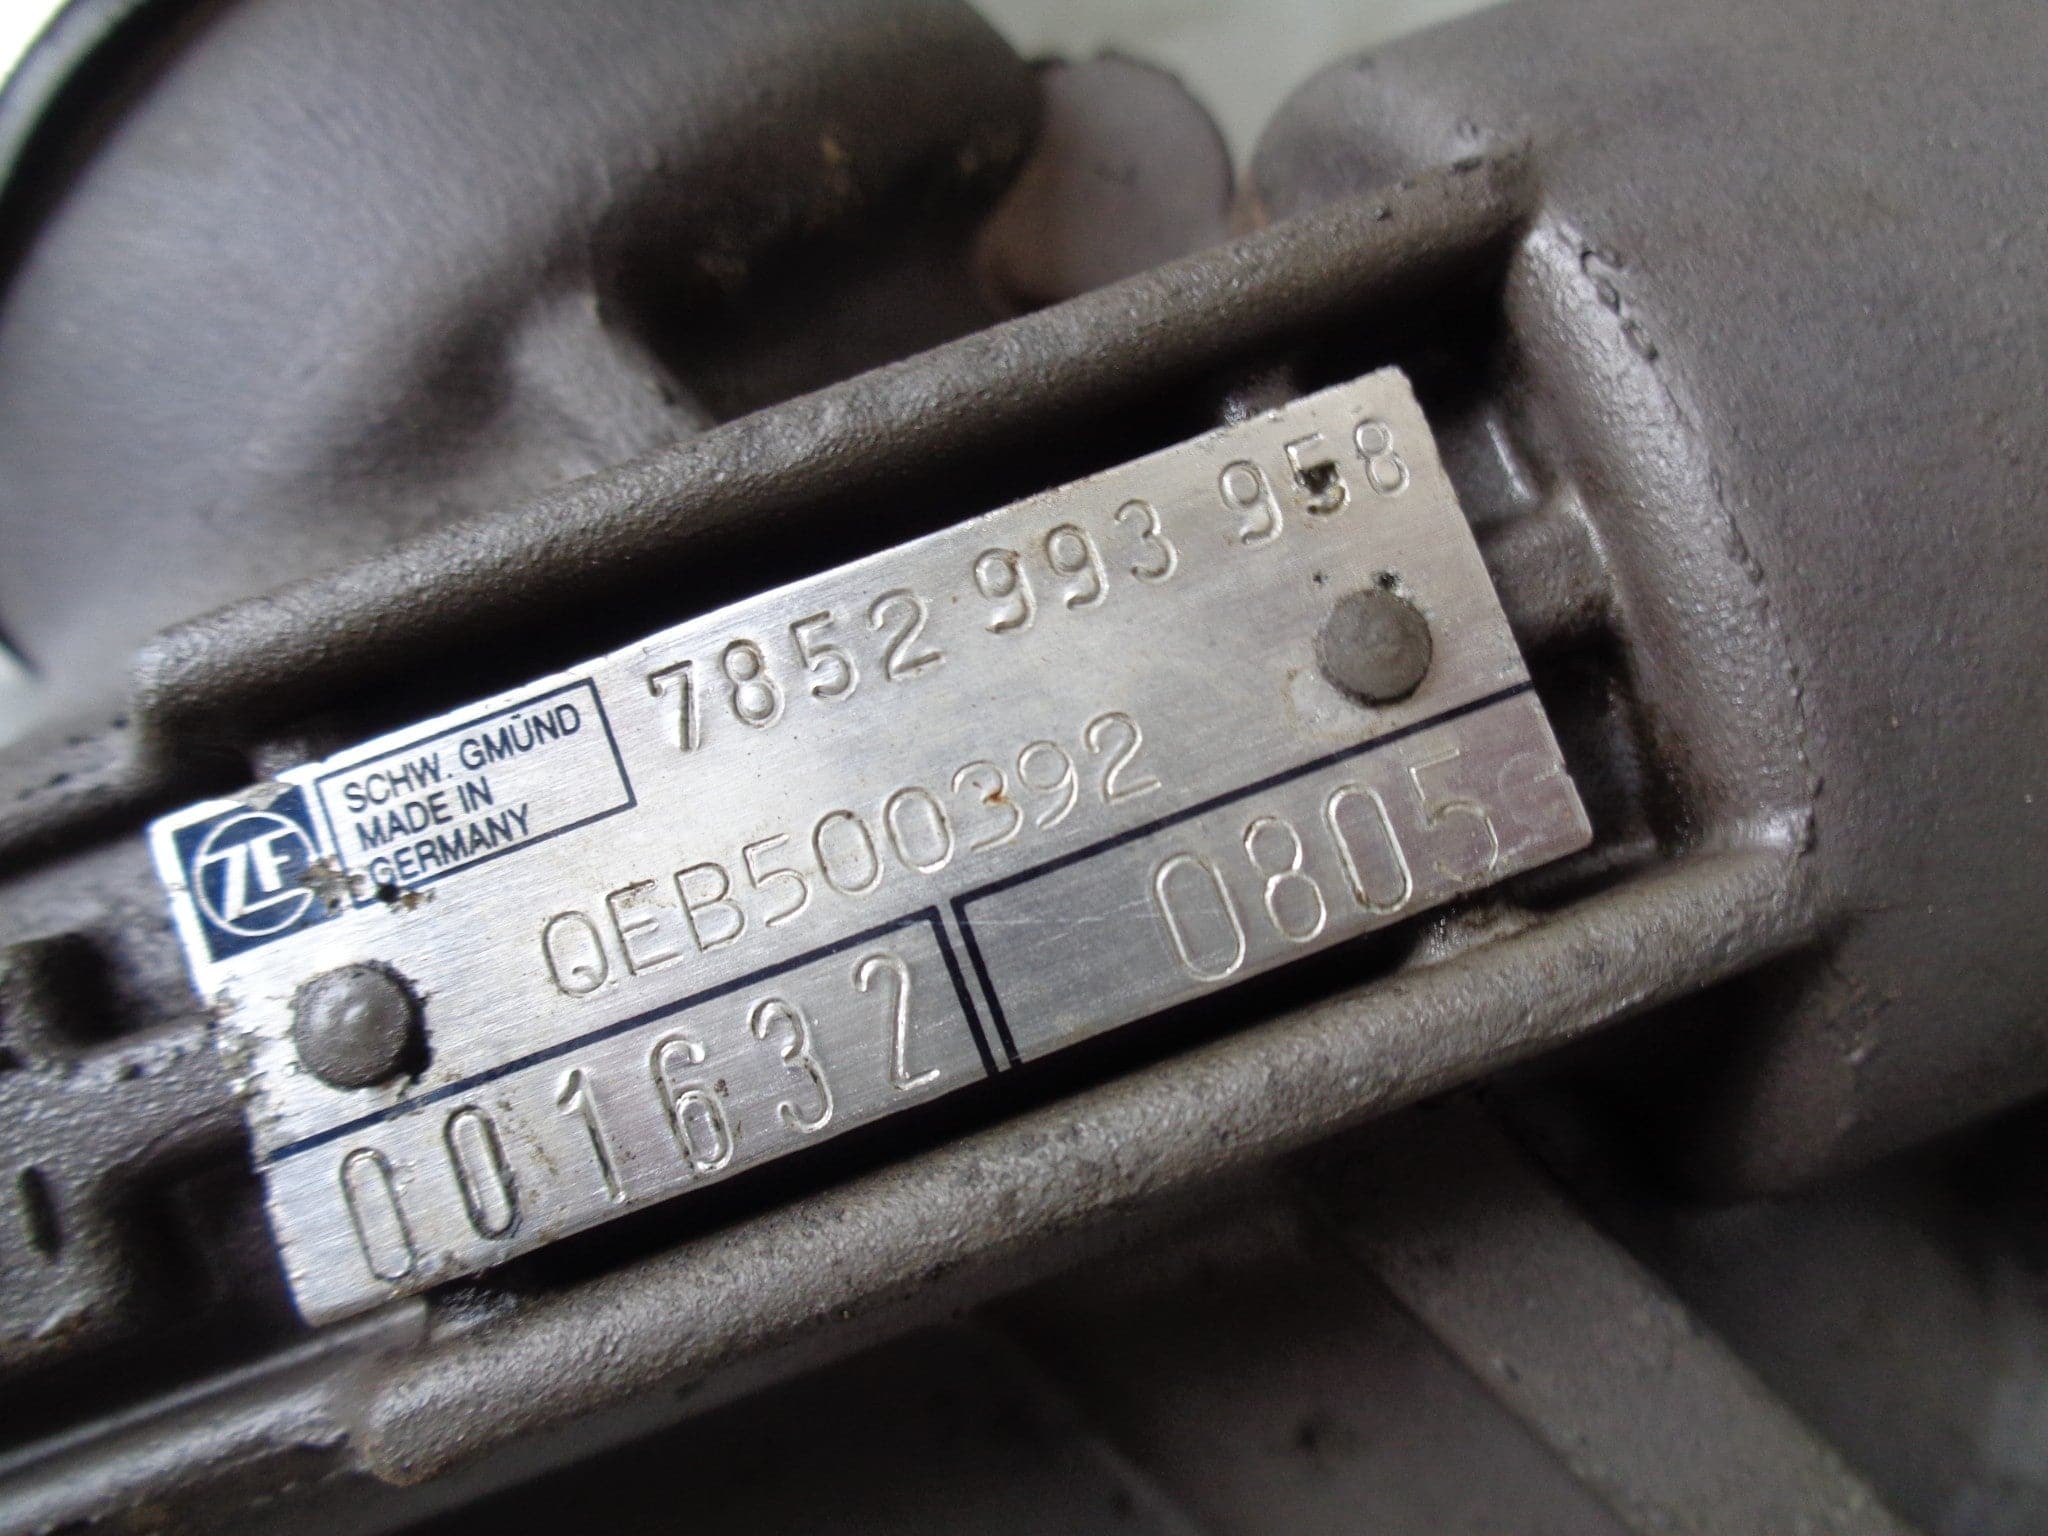 ZF
SCHW. GMÜND
MADE IN
GERMANY
7852 993 958
QEB500392
001632
0805